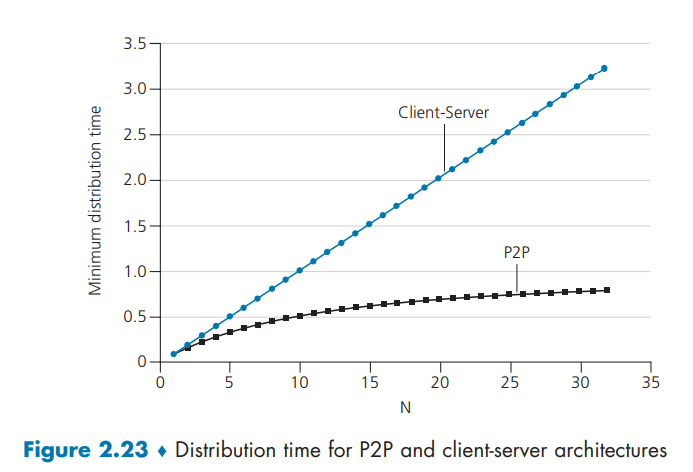 3.5
3.0
Client-Server
2.5
2.0
1.5
P2P
1.0
0.5
0
0 5 10 15 20 25 30 35
Minimum distribution time
N
Figure 2.23 ♦ Distribution time for P2P and client-server architectures